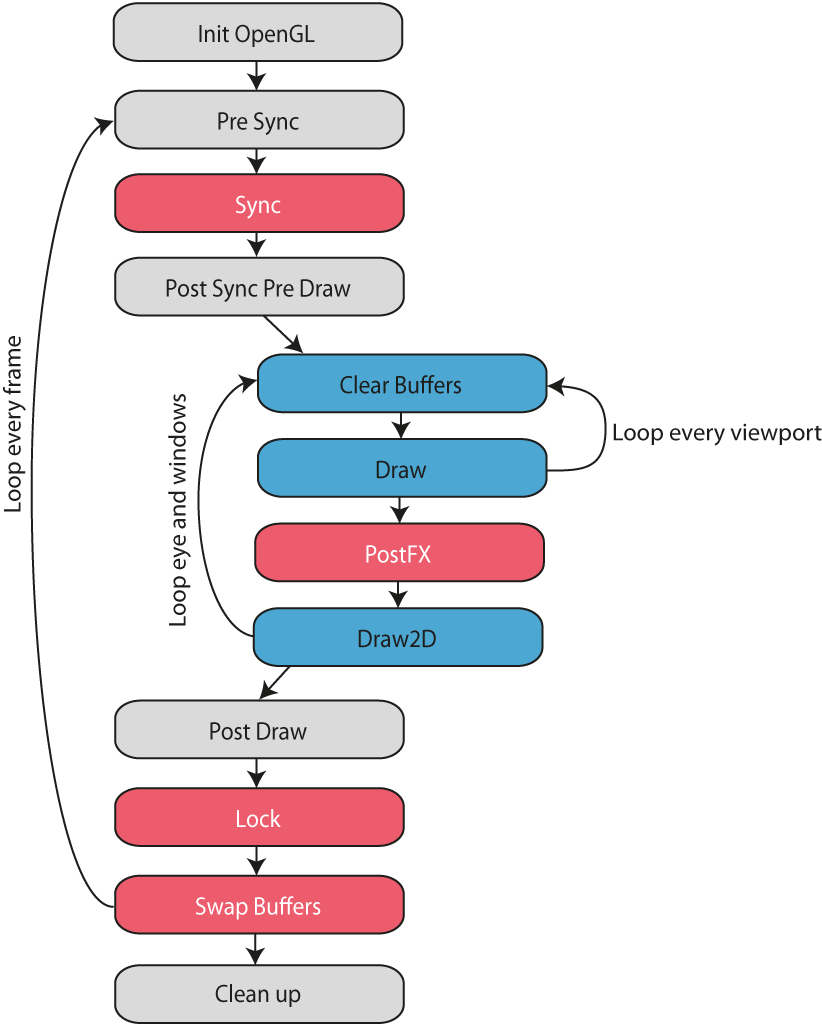 Init OpenGL
Pre Sync
Sync
Post Sync Pre Draw
Clear Buffers
Loop every viewport
Draw
PostFX
Draw2D
Loop eye and windows
Loop every frame
Post Draw
Lock
Swap Buffers
Clean up